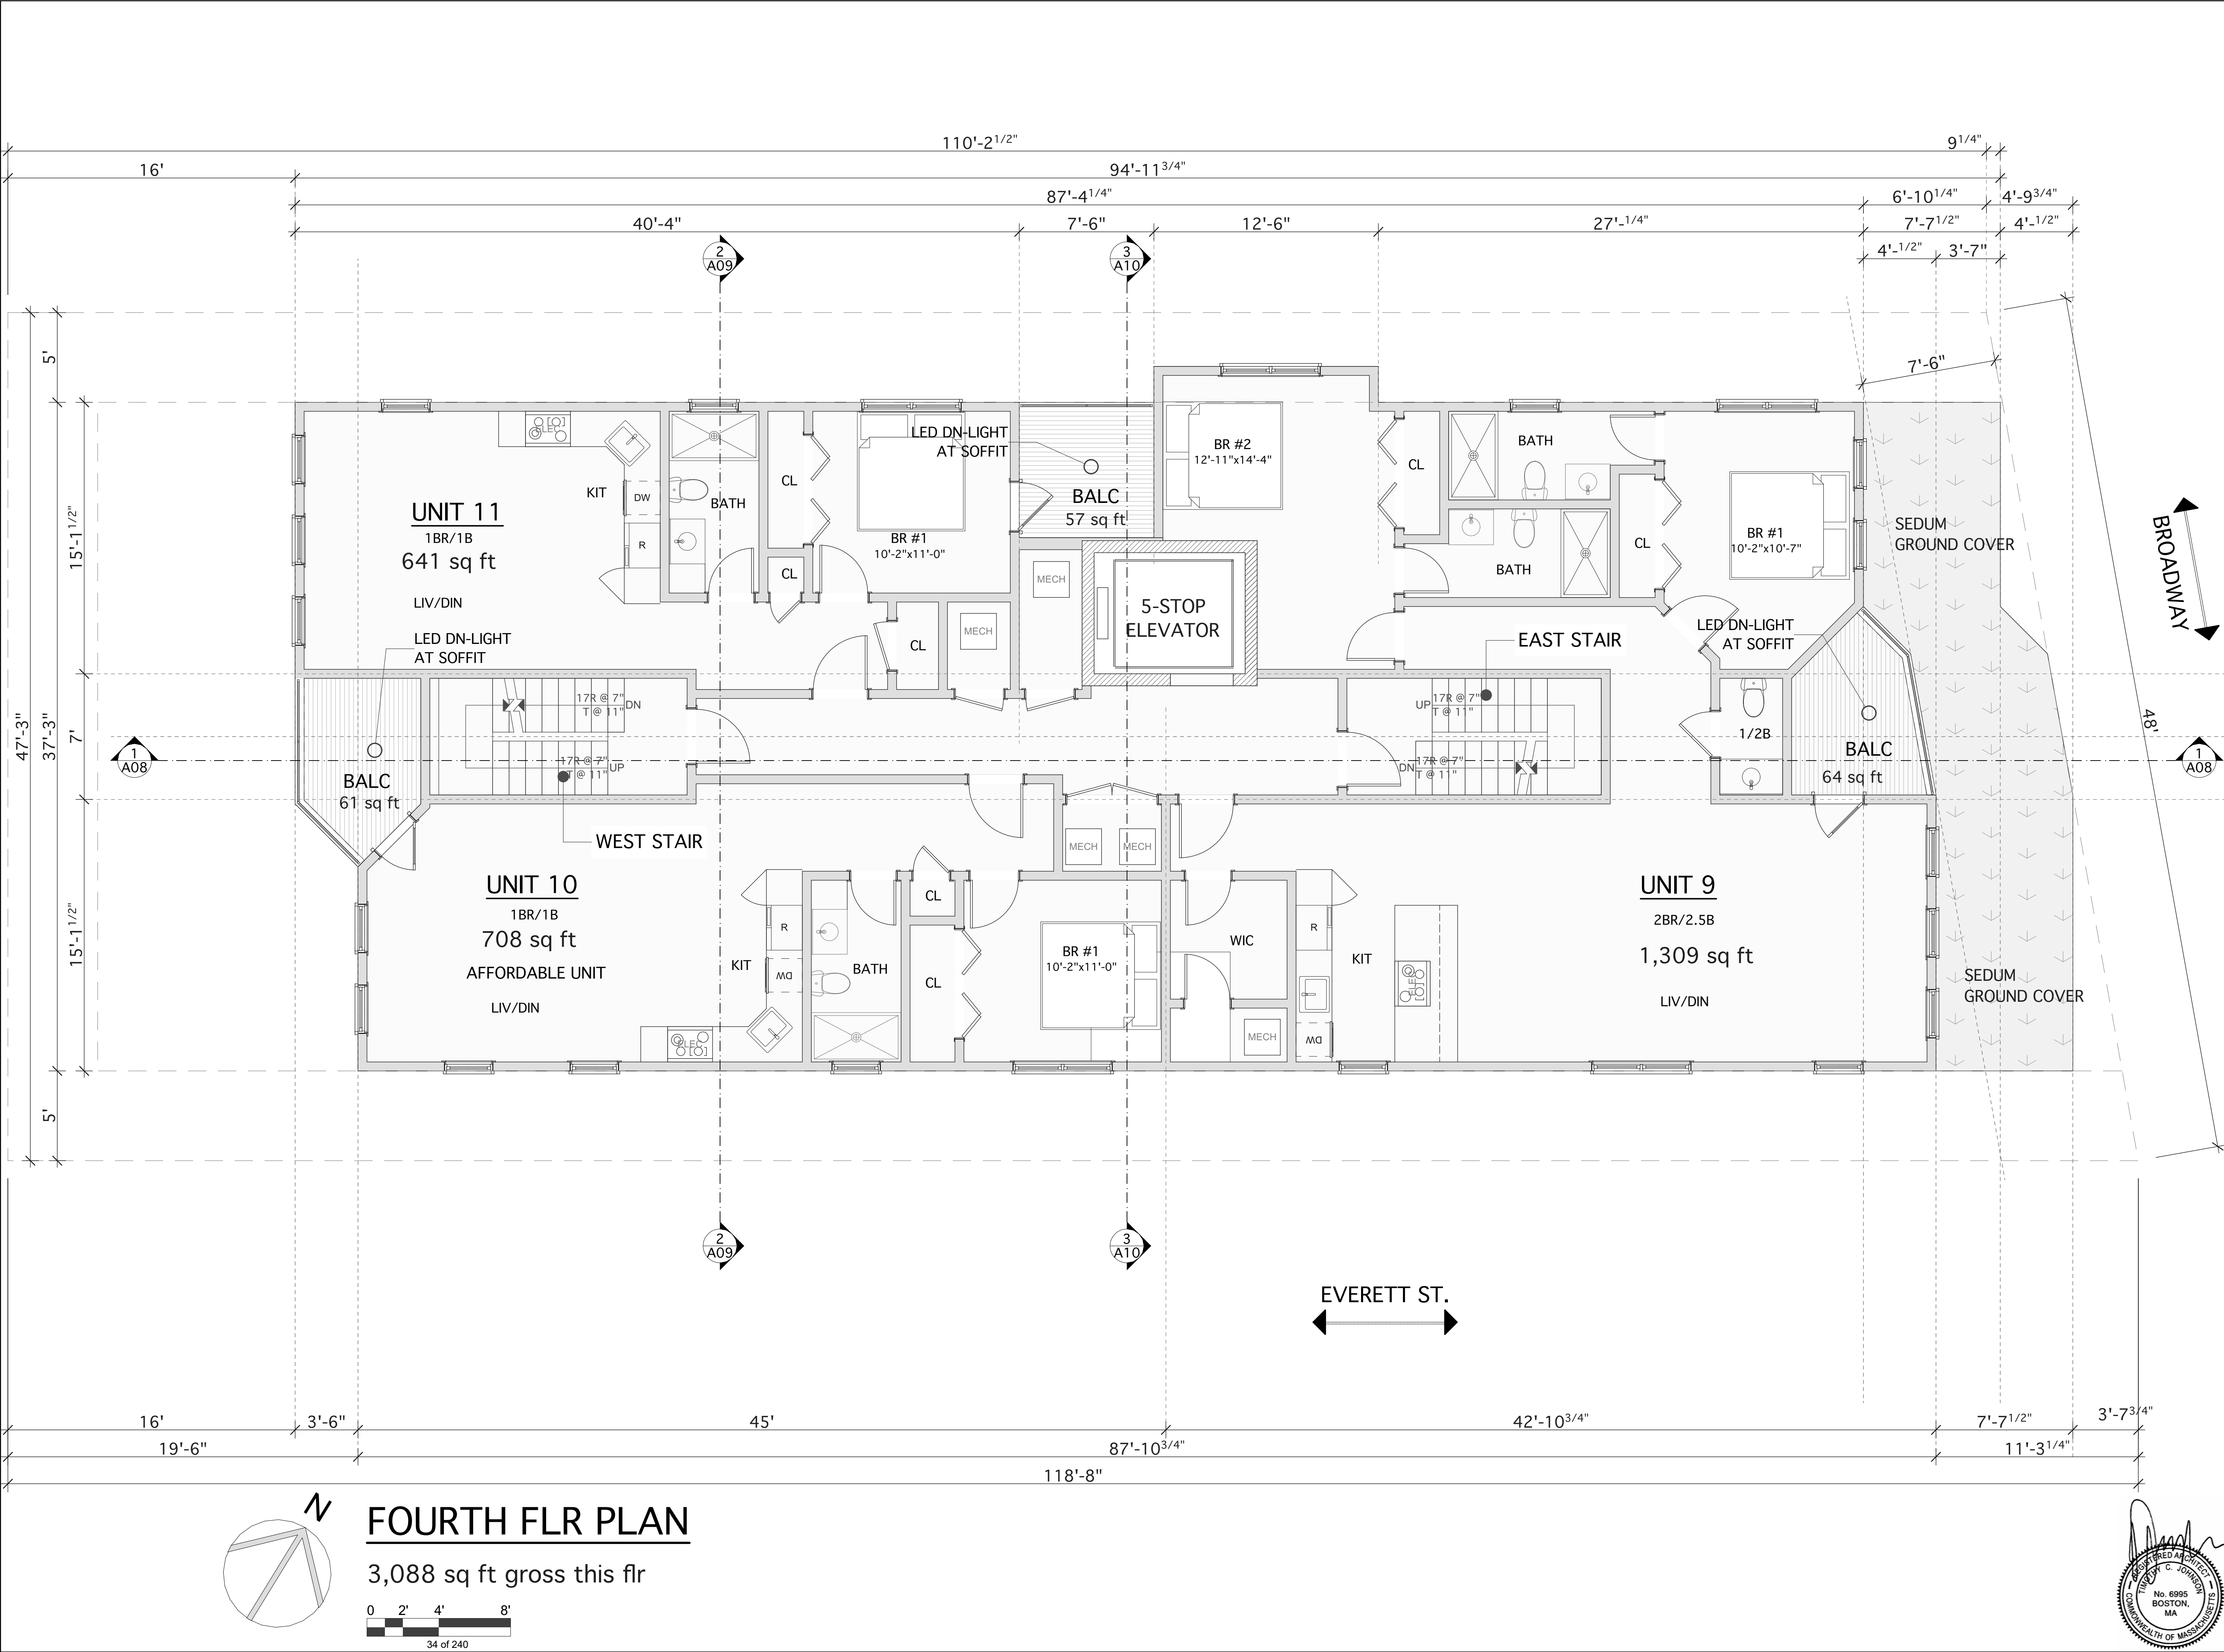 110'-2 1/2"
9 1/4"
16'
94'-11 3/4"
87'-4 1/4"
6'-10 1/4"
4'-9 3/4"
40'-4"
7'-6"
12'-6"
27'-1/4"
7'-7 1/2"
4'-1/2"
4'-1/2"
3'-7"
2
A09
3
A10
5'
7'-6"
15'-1 1/2"
47'-3"
37'-3"
7'
15'-1 1/2"
5'
ELEC
KIT
DW
R
UNIT 11
1BR/1B
641 sq ft
LIV/DIN
LED DN-LIGHT
AT SOFFIT
BATH
CL
CL
BR #1
10'-2"x11'-0"
LED DN-LIGHT
AT SOFFIT
BALC
57 sq ft
CL
MECH
MECH
5-STOP
ELEVATOR
BR #2
12'-11"x14'-4"
CL
BATH
BATH
CL
BR #1
10'-2"x10'-7"
SEDUM
GROUND COVER
BROADWAY
EAST STAIR
LED DN-LIGHT
AT SOFFIT
17R @ 7"
T @ 11"
DN
17R @ 7"
T @ 11"
UP
UP
17R @ 7"
T @ 11"
DN
17R @ 7"
T @ 11"
1/2B
BALC
64 sq ft
48'
1
A08
1
A08
BALC
61 sq ft
WEST STAIR
UNIT 10
1BR/1B
708 sq ft
AFFORDABLE UNIT
LIV/DIN
KIT
R
DW
ELEC
BATH
CL
CL
BR #1
10'-2"x11'-0"
MECH
MECH
WIC
MECH
R
DW
KIT
ELEC
UNIT 9
2BR/2.5B
1,309 sq ft
LIV/DIN
SEDUM
GROUND COVER
2
A09
3
A10
EVERETT ST.
16'
3'-6"
45'
42'-10 3/4"
7'-7 1/2"
3'-7 3/4"
19'-6"
87'-10 3/4"
11'-3 1/4"
118'-8"
N
FOURTH FLR PLAN
3,088 sq ft gross this flr
0 2' 4' 8'
34 of 240
REGISTERED ARCHITECT
TIMOTHY C. JOHNSON
No. 6995
BOSTON,
MA
COMMONWEALTH OF MASSACHUSETTS